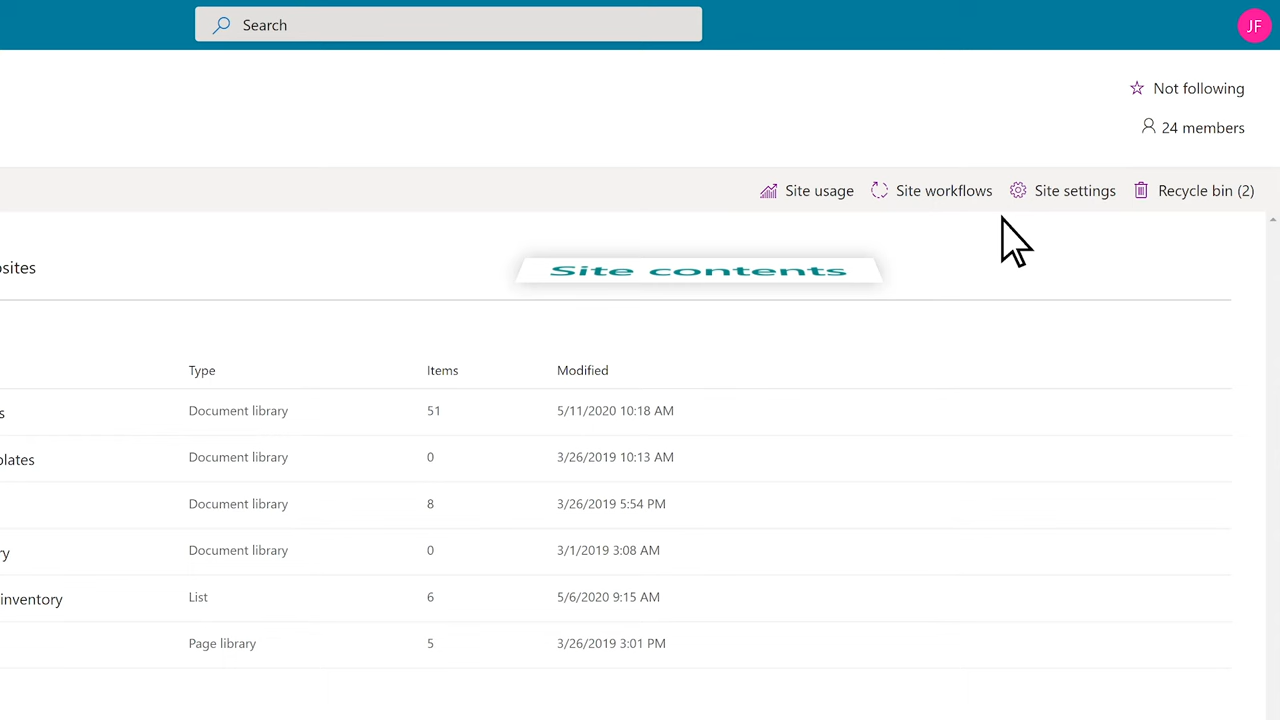 Search
JF
Not following
24 members
Site usage Site workflows Site settings Recycle bin (2)
sites
Site contents
Type Items Modified
s Document library 51 5/11/2020 10:18 AM
plates Document library 0 3/26/2019 10:13 AM
Document library 8 3/26/2019 5:54 PM
ry Document library 0 3/1/2019 3:08 AM
inventory List 6 5/6/2020 9:15 AM
Page library 5 3/26/2019 3:01 PM